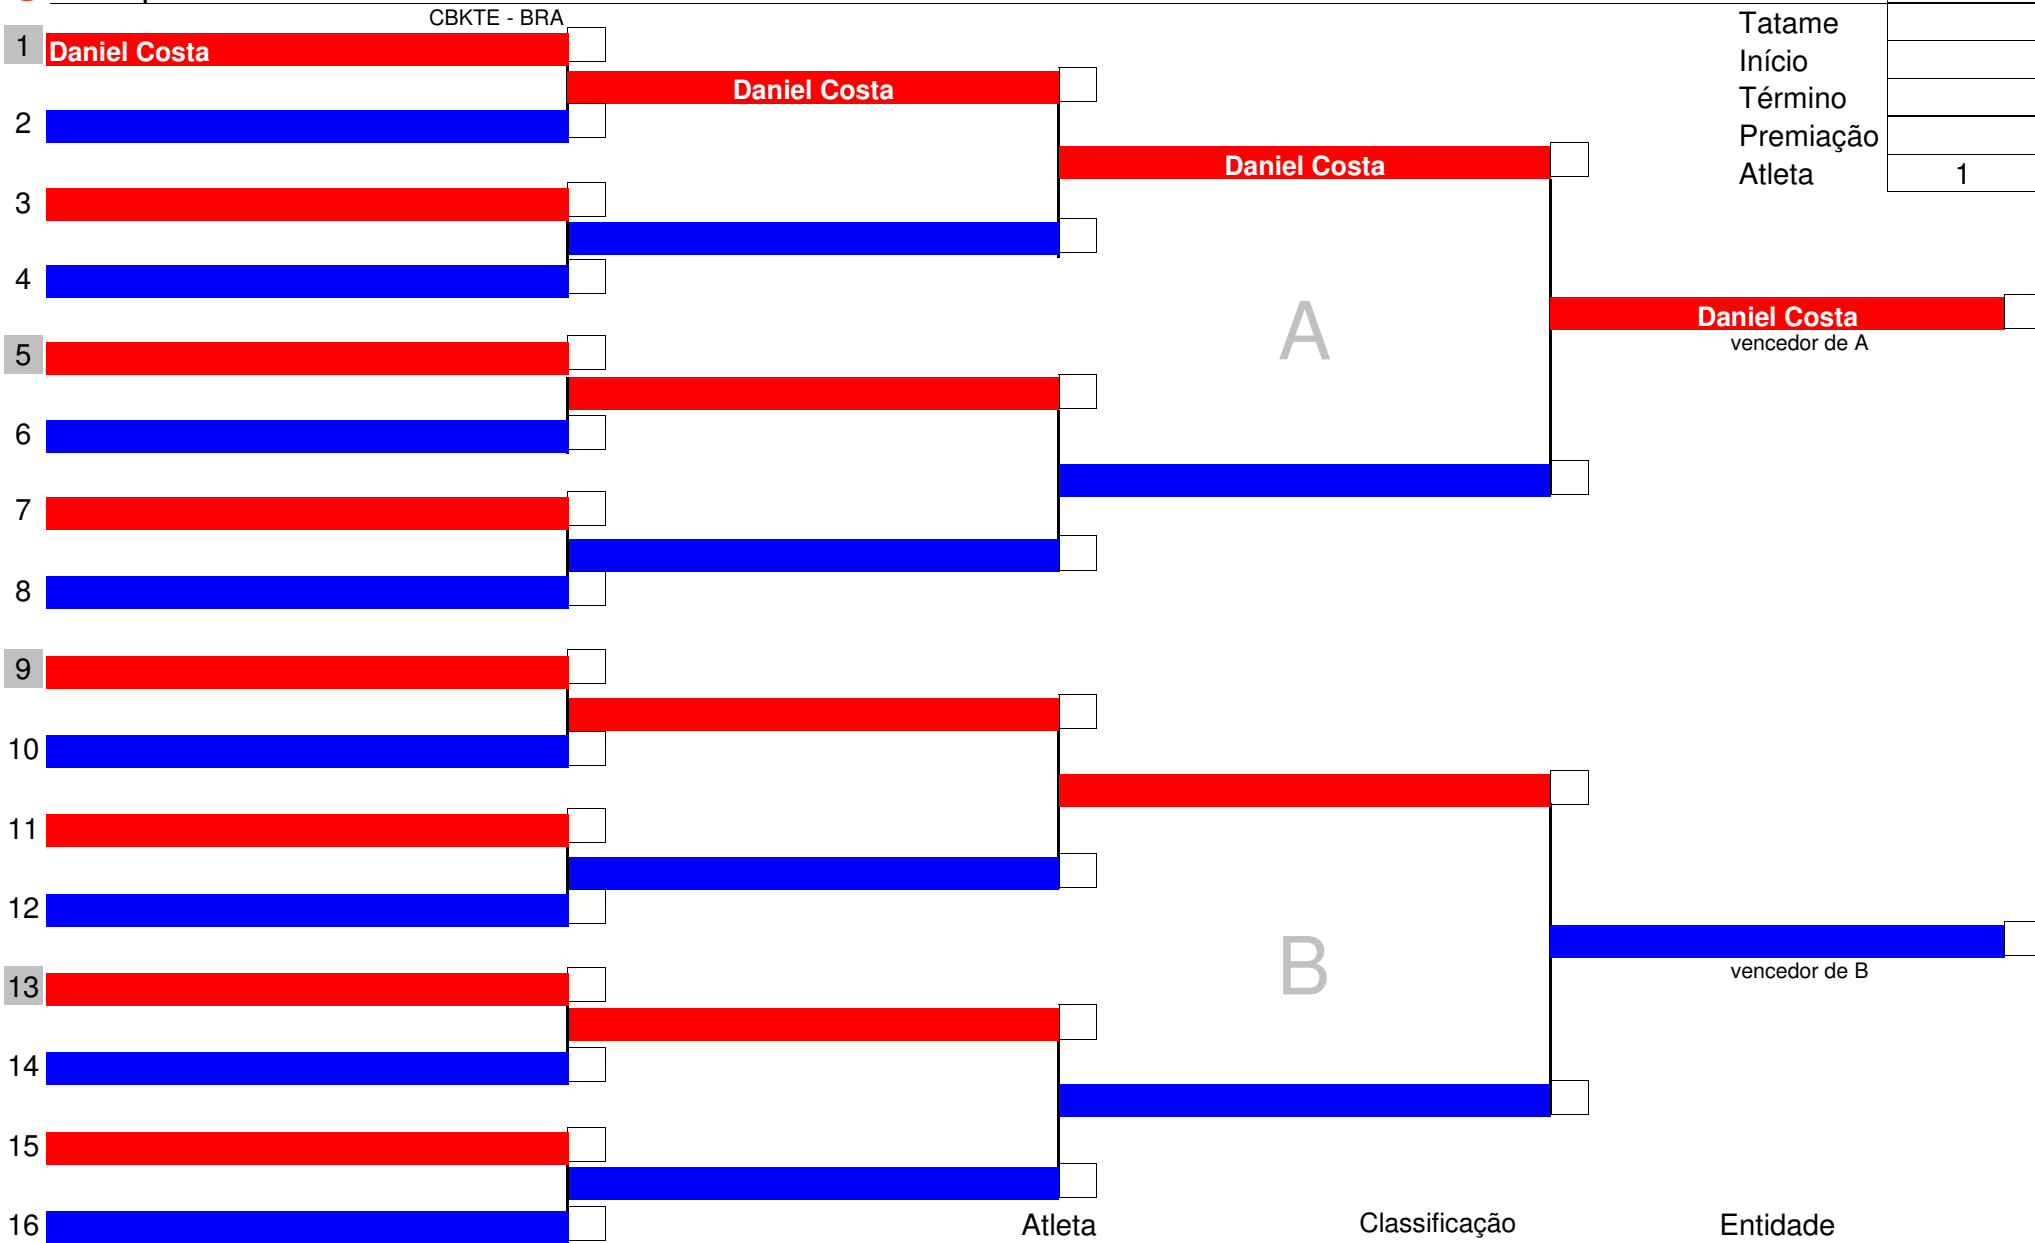 CBKTE - BRA
Tatame
1 Daniel Costa
Início
Daniel Costa
Término
2
Premiação
Daniel Costa
Atleta 1
3
4
A
Daniel Costa
vencedor de A
5
6
7
8
9
10
11
12
B
vencedor de B
13
14
15
16
Atleta Classificação Entidade